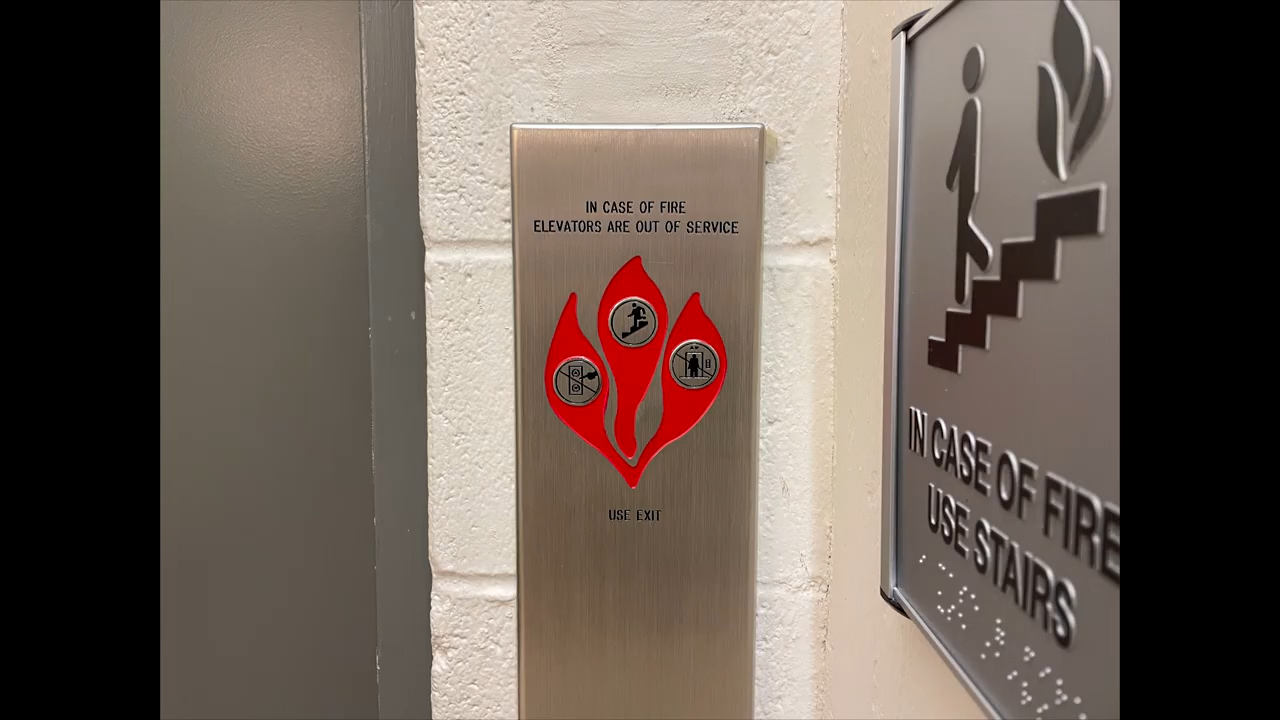 IN CASE OF FIRE
ELEVATORS ARE OUT OF SERVICE
USE EXIT
IN CASE OF FIRE
USE STAIRS